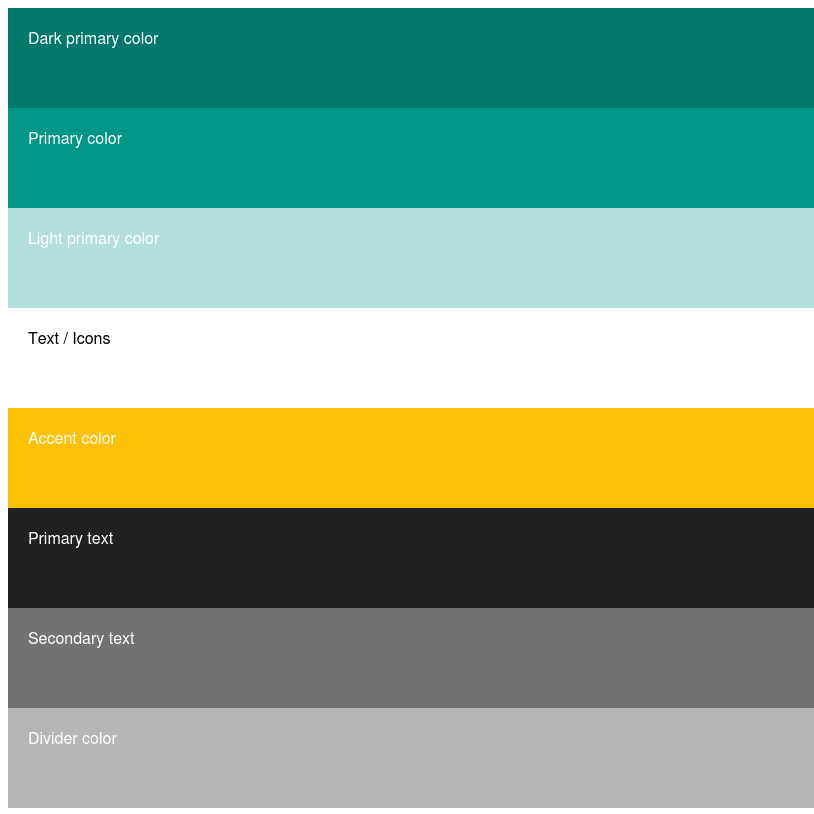 Dark primary color
Primary color
Light primary color
Text / Icons
Accent color
Primary text
Secondary text
Divider color